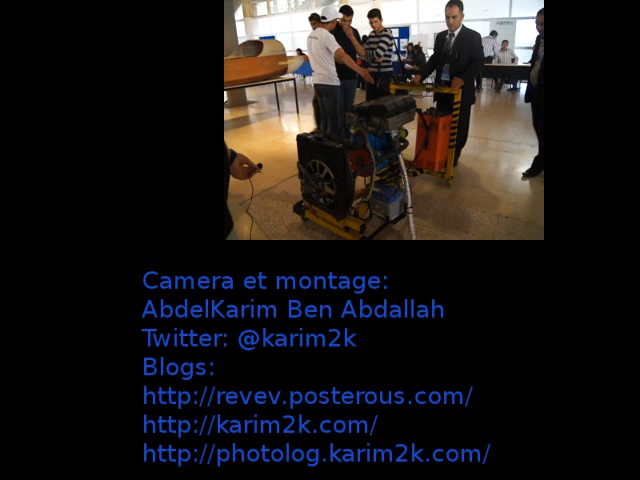 Camera et montage:
AbdelKarim Ben Abdallah
Twitter: @karim2k
Blogs:
http://revev.posterous.com/
http://karim2k.com/
http://photolog.karim2k.com/